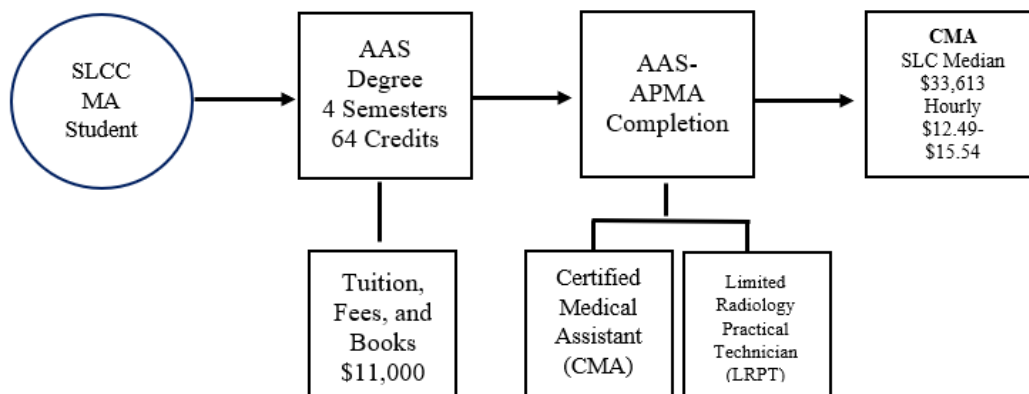 SLCC
MA
Student
AAS
Degree
4 Semesters
64 Credits
AAS-
APMA
Completion
CMA
SLC Median
$33,613
Hourly
$12.49-
$15.54
Tuition,
Fees, and
Books
$11,000
Certified
Medical
Assistant
(CMA)
Limited
Radiology
Practical
Technician
(LRPT)